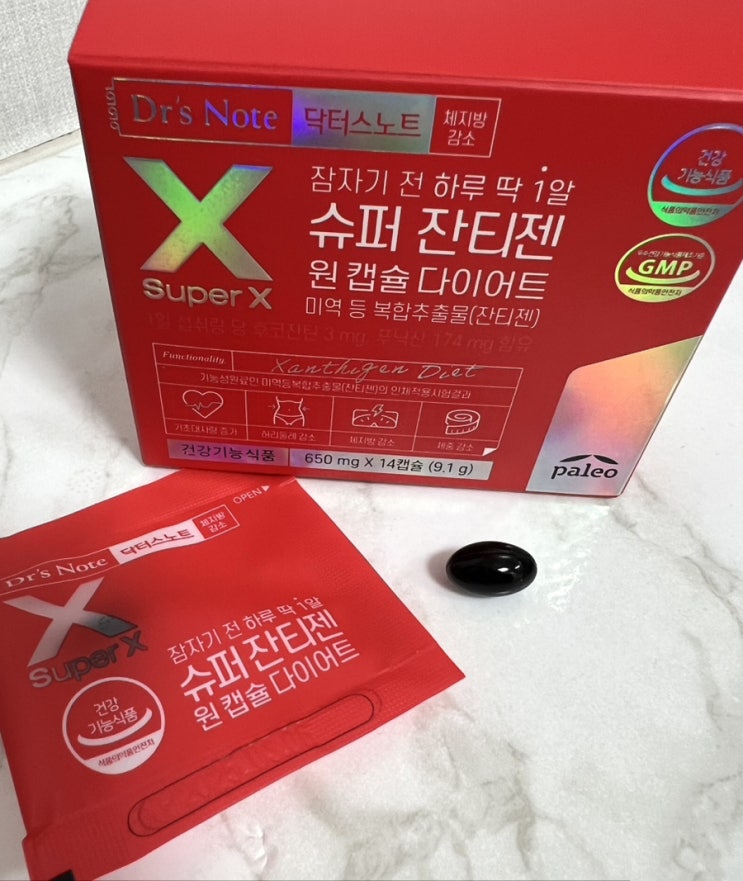 Dr's Note 닥터스노트 체지방 감소
X
Super X
잠자기 전 하루 딱 1알
슈퍼 잔티젠
원 캡슐 다이어트
미역 등 복합추출물(잔티젠)
1일 섭취량 당 후코잔틴 3 mg, 푸닉산 174 mg 함유
건강
기능식품
식품의약품안전처
GMP
식품의약품안전처
Functionality Xanthigen Diet
기능성원료인 미역등복합추출물(잔티젠)의 인체적용시험결과
기초대사량 증가 허리둘레 감소 체지방 감소 체중 감소
건강기능식품 650 mg X 14캡슐 (9.1 g)
paleo
OPEN
Dr's Note 닥터스노트 체지방 감소
X
Super X
잠자기 전 하루 딱 1알
슈퍼 잔티젠
원 캡슐 다이어트
건강
기능식품
식품의약품안전처